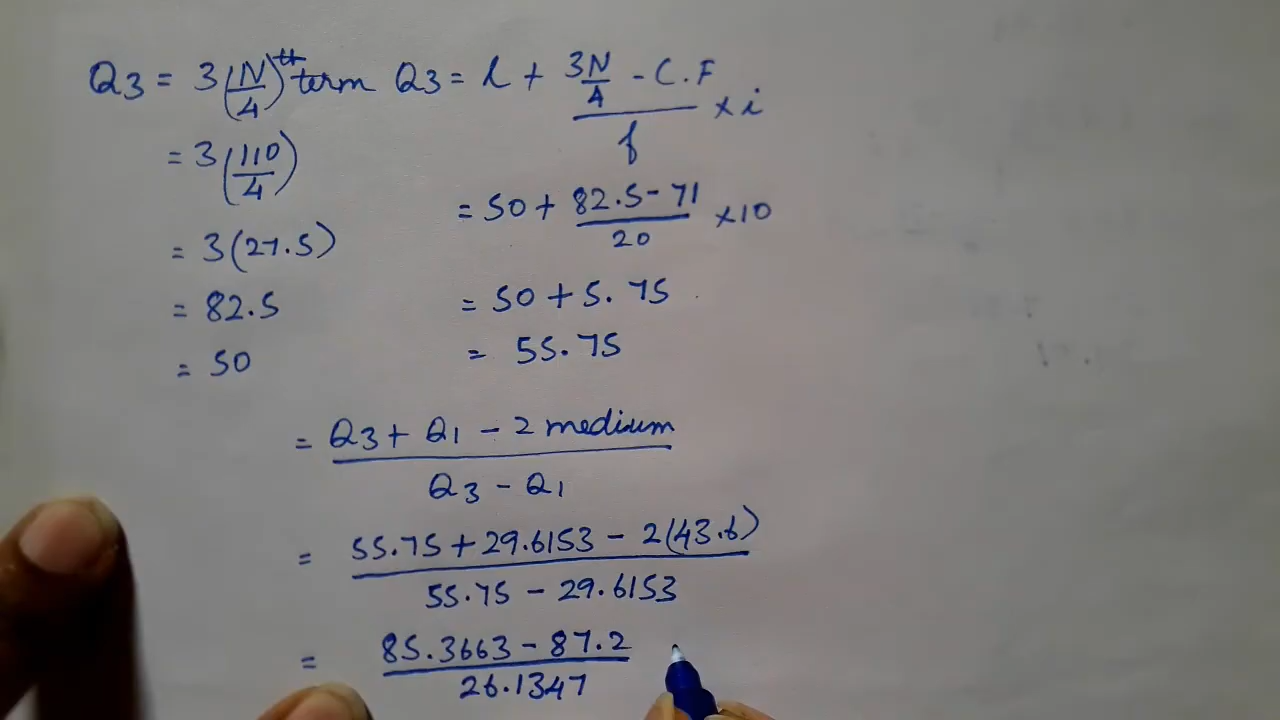 Q3 = 3(N/4)th term Q3 = l + 3N/4 - C.F / f × i
= 3(110/4)
= 50 + 82.5 - 71 / 20 × 10
= 3(27.5)
= 82.5 = 50 + 5.75
= 50 = 55.75
= Q3 + Q1 - 2 medium / Q3 - Q1
= 55.75 + 29.6153 - 2(43.6) / 55.75 - 29.6153
= 85.3663 - 87.2 / 26.1347